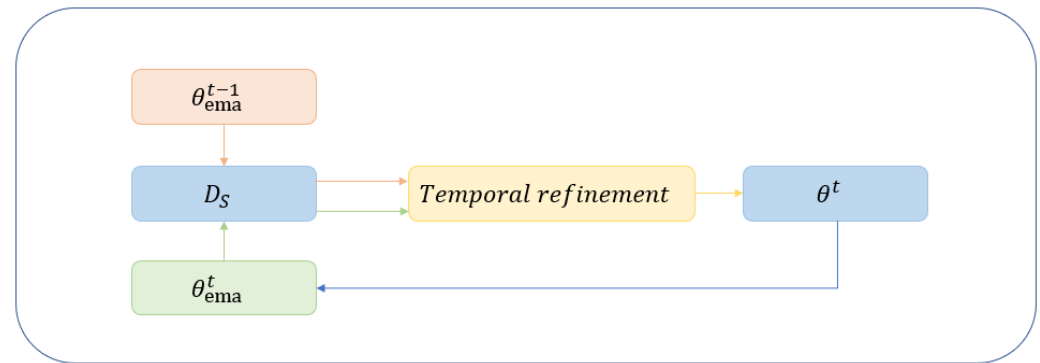 θ_ema^{t−1}
D_S
Temporal refinement
θ^t
θ_ema^t